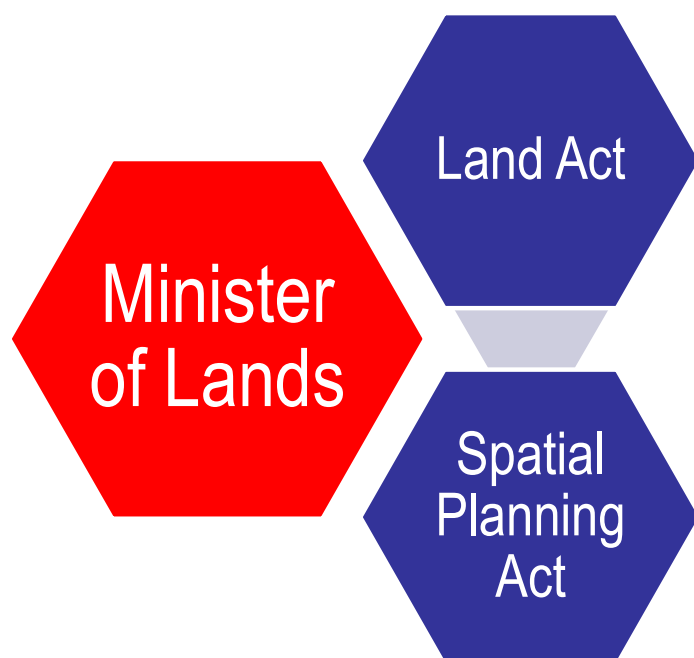 Land Act
Minister
of Lands
Spatial
Planning
Act